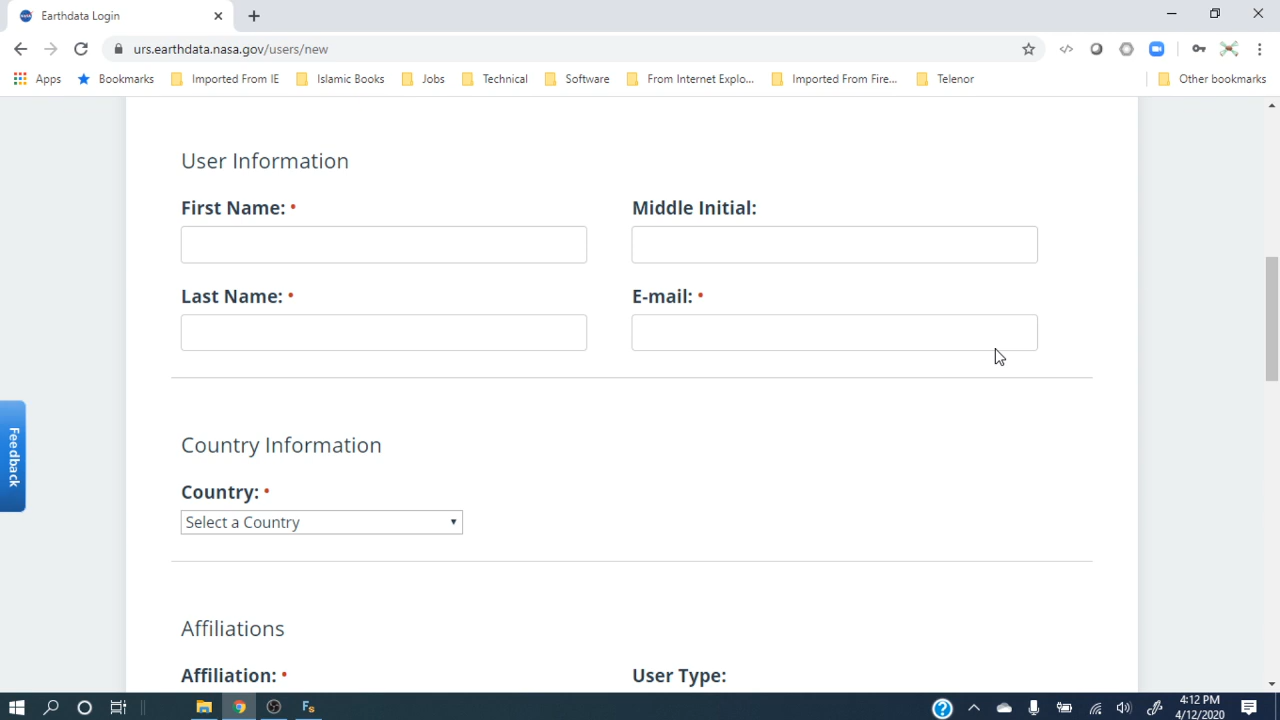 Earthdata Login
urs.earthdata.nasa.gov/users/new
Apps Bookmarks Imported From IE Islamic Books Jobs Technical Software From Internet Explo... Imported From Fire... Telenor Other bookmarks
User Information
First Name: • Middle Initial:
Last Name: • E-mail: •
Country Information
Country: •
Select a Country
Feedback
Affiliations
Affiliation: • User Type:
4:12 PM
4/12/2020